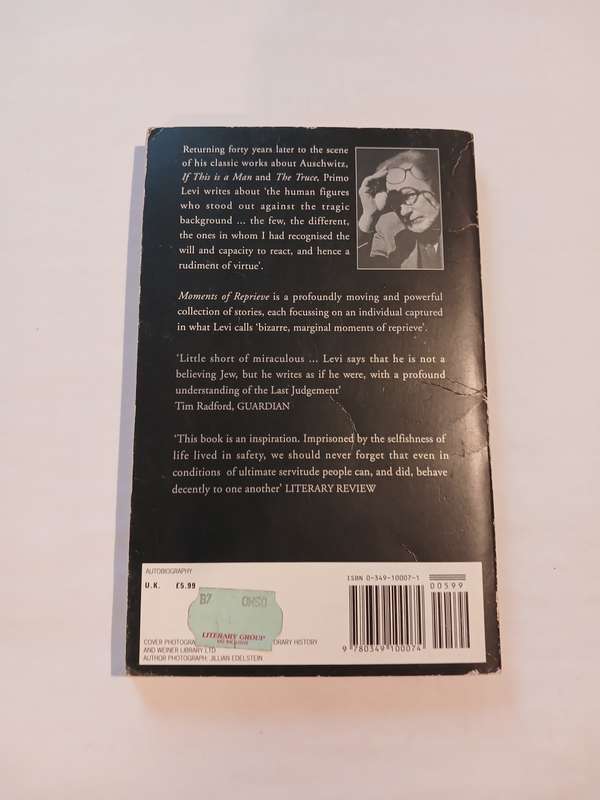 Returning forty years later to the scene
of his classic works about Auschwitz,
If This is a Man and The Truce, Primo
Levi writes about 'the human figures
who stood out against the tragic
background ... the few, the different,
the ones in whom I had recognised the
will and capacity to react, and hence a
rudiment of virtue'.
Moments of Reprieve is a profoundly moving and powerful
collection of stories, each focussing on an individual captured
in what Levi calls 'bizarre, marginal moments of reprieve'.
'Little short of miraculous ... Levi says that he is not a
believing Jew, but he writes as if he were, with a profound
understanding of the Last Judgement'
Tim Radford, GUARDIAN
'This book is an inspiration. Imprisoned by the selfishness of
life lived in safety, we should never forget that even in
conditions of ultimate servitude people can, and did, behave
decently to one another' LITERARY REVIEW
AUTOBIOGRAPHY
U.K. £5.99
LITERARY GROUP
COVER PHOTOGRA
TORARY HISTORY
AND WEINER LIBRARY LTD
AUTHOR PHOTOGRAPH: JILLIAN EDELSTEIN
ISBN 0-349-10007-1
00599
9 780349 100074